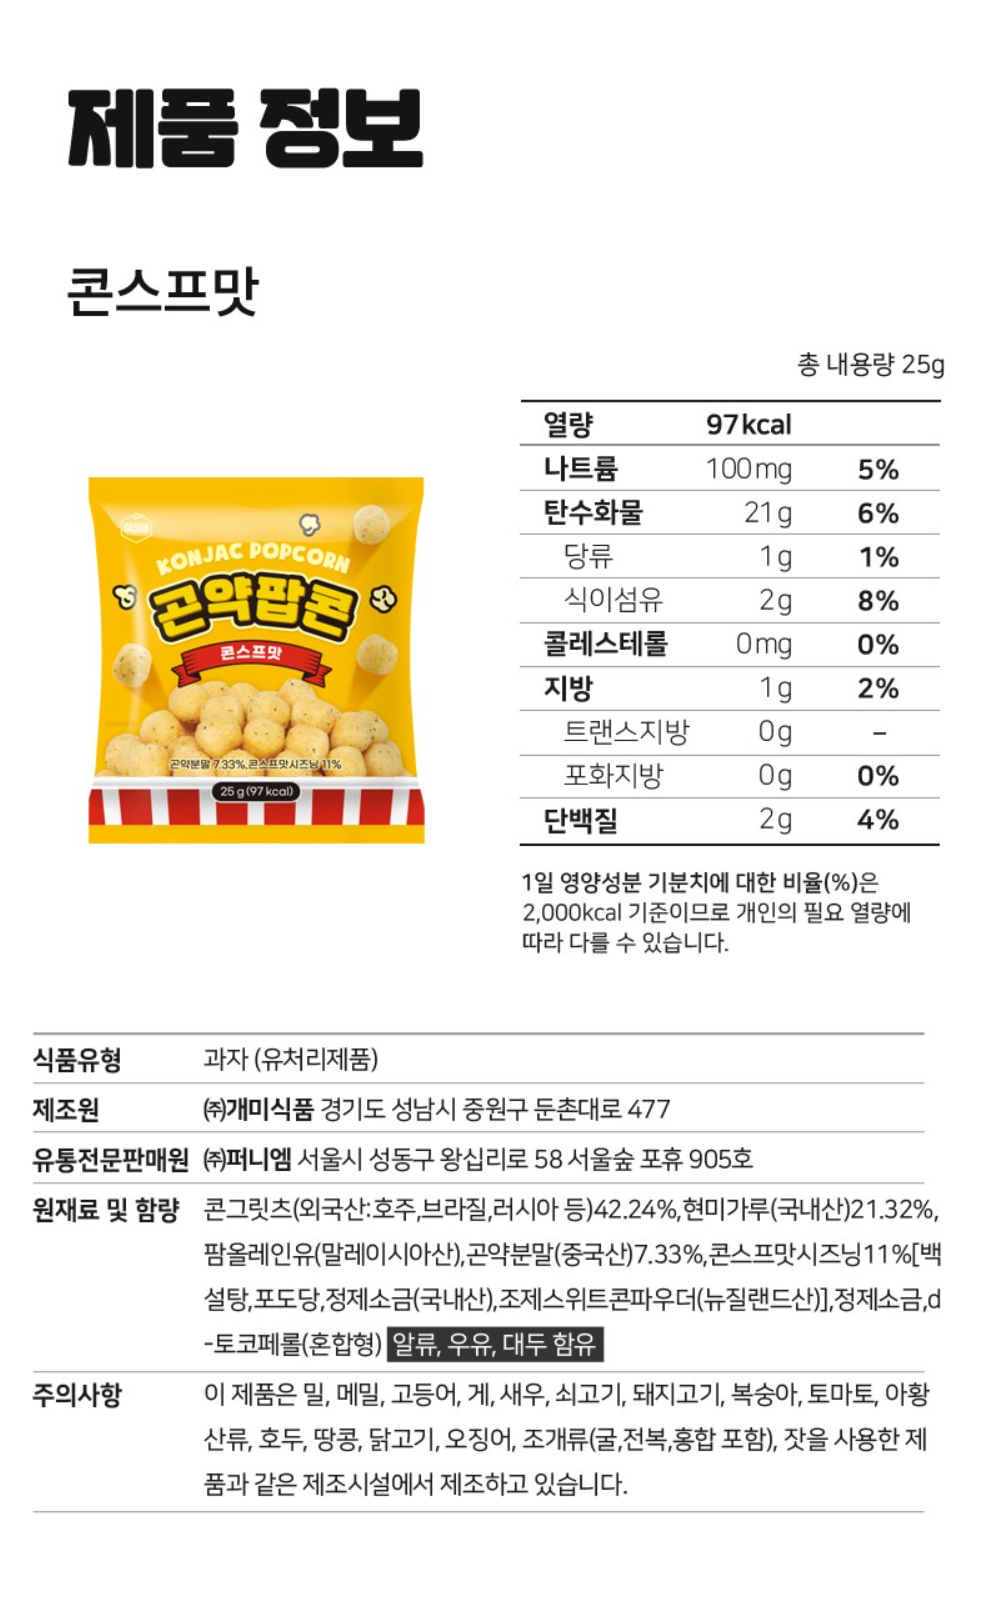 제품 정보
콘스프맛
총 내용량 25g
열량 97kcal
나트륨 100mg 5%
탄수화물 21g 6%
당류 1g 1%
식이섬유 2g 8%
콜레스테롤 0mg 0%
지방 1g 2%
트랜스지방 0g –
포화지방 0g 0%
단백질 2g 4%
1일 영양성분 기분치에 대한 비율(%)은
2,000kcal 기준이므로 개인의 필요 열량에
따라 다를 수 있습니다.
KONJAC POPCORN
곤약팝콘
콘스프맛
곤약분말 7.33%,콘스프맛시즈닝 11%
25 g (97 kcal)
식품유형 과자 (유처리제품)
제조원 ㈜개미식품 경기도 성남시 중원구 둔촌대로 477
유통전문판매원 ㈜퍼니엠 서울시 성동구 왕십리로 58 서울숲 포휴 905호
원재료 및 함량 콘그릿츠(외국산:호주,브라질,러시아 등)42.24%,현미가루(국내산)21.32%,
팜올레인유(말레이시아산),곤약분말(중국산)7.33%,콘스프맛시즈닝11%[백
설탕,포도당,정제소금(국내산),조제스위트콘파우더(뉴질랜드산)],정제소금,d
-토코페롤(혼합형) 알류, 우유, 대두 함유
주의사항 이 제품은 밀, 메밀, 고등어, 게, 새우, 쇠고기, 돼지고기, 복숭아, 토마토, 아황
산류, 호두, 땅콩, 닭고기, 오징어, 조개류(굴,전복,홍합 포함), 잣을 사용한 제
품과 같은 제조시설에서 제조하고 있습니다.